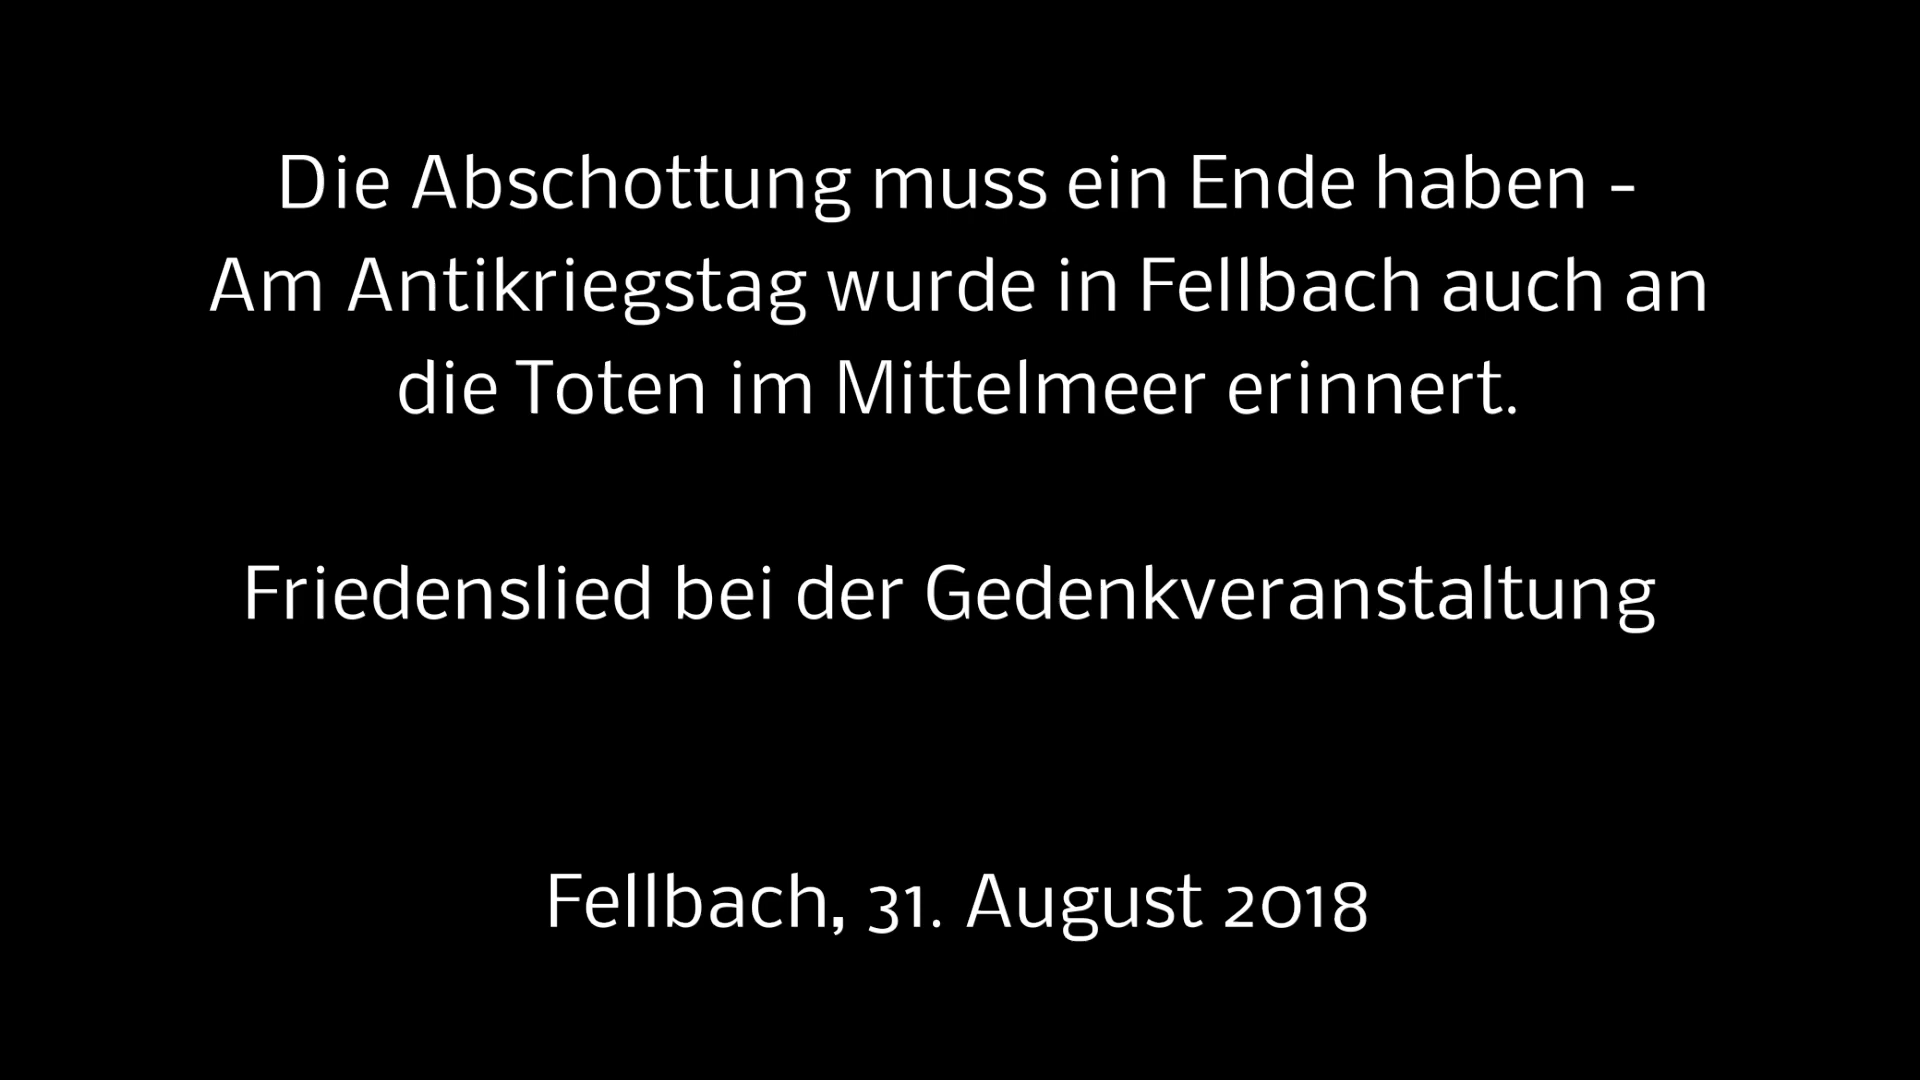 Die Abschottung muss ein Ende haben -
Am Antikriegstag wurde in Fellbach auch an
die Toten im Mittelmeer erinnert.
Friedenslied bei der Gedenkveranstaltung
Fellbach, 31. August 2018